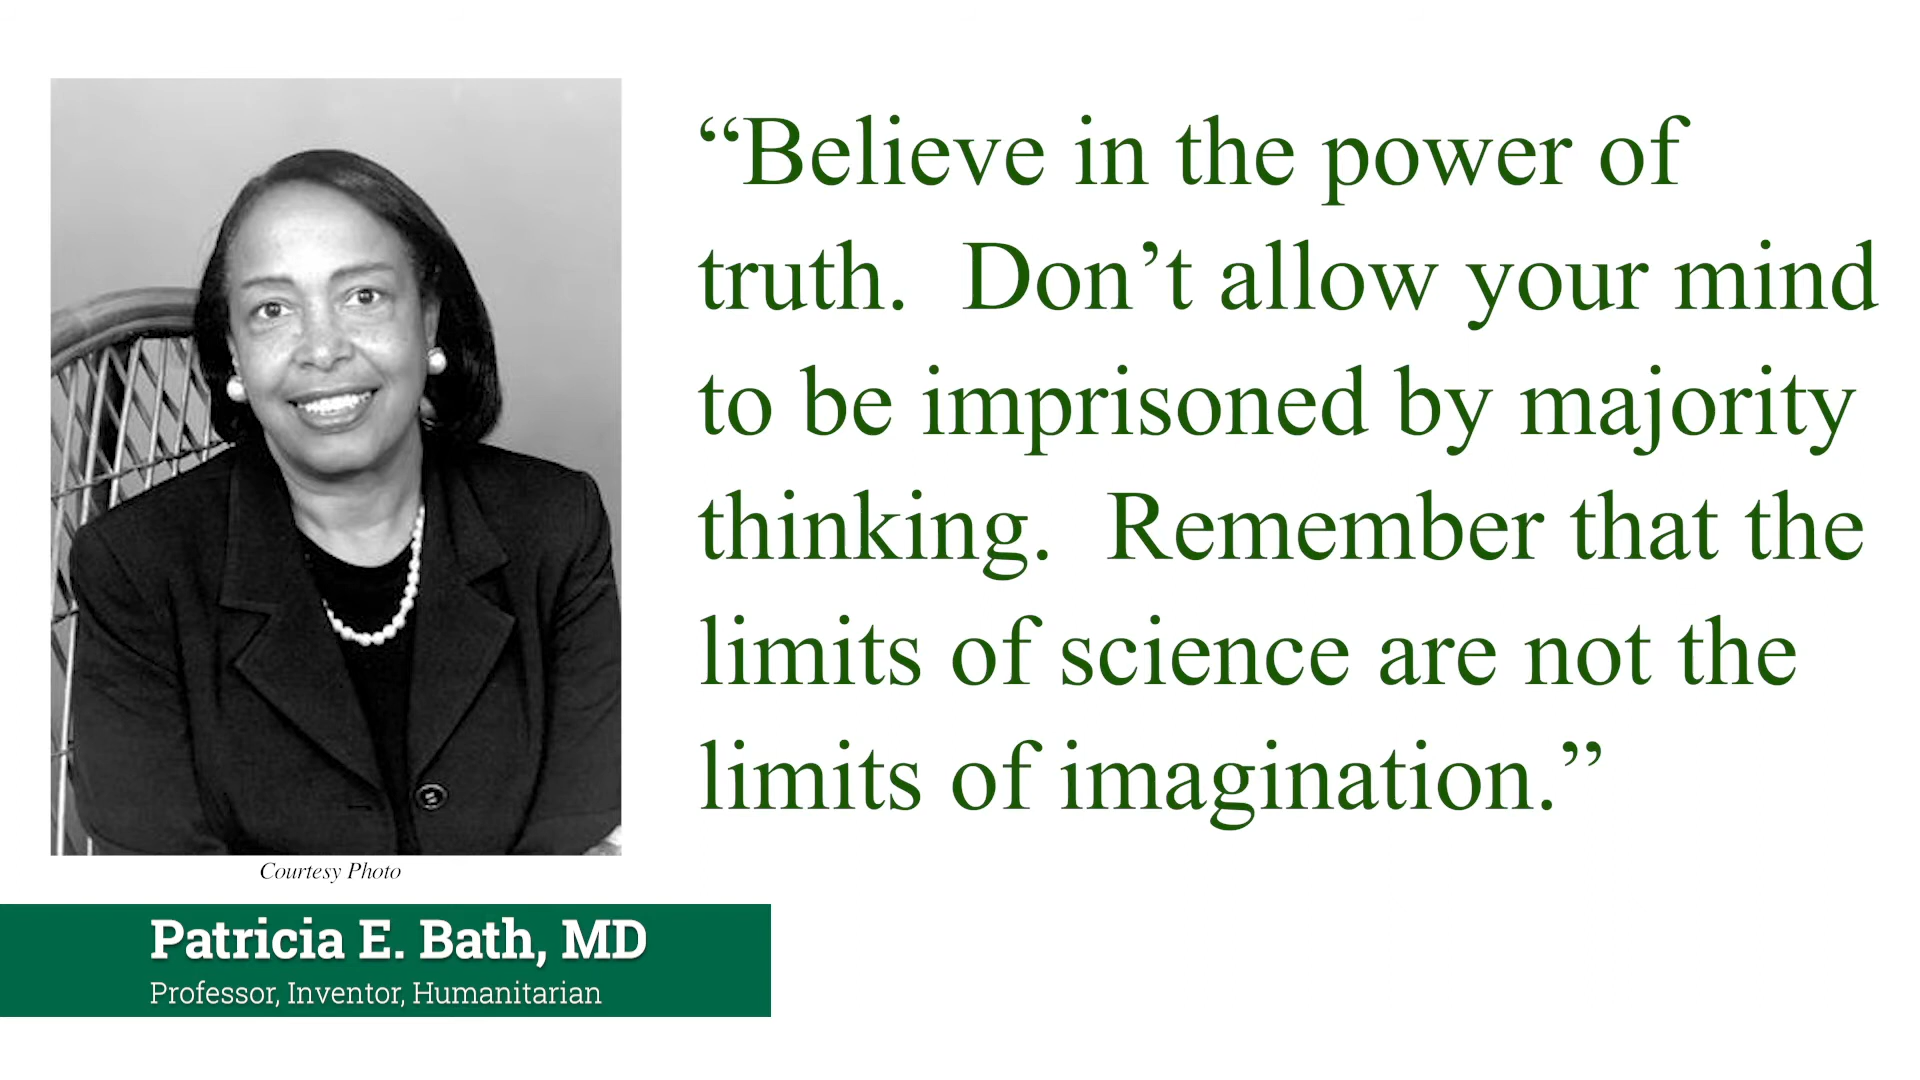 “Believe in the power of
truth.  Don’t allow your mind
to be imprisoned by majority
thinking.  Remember that the
limits of science are not the
limits of imagination.”
Courtesy Photo
Patricia E. Bath, MD
Professor, Inventor, Humanitarian